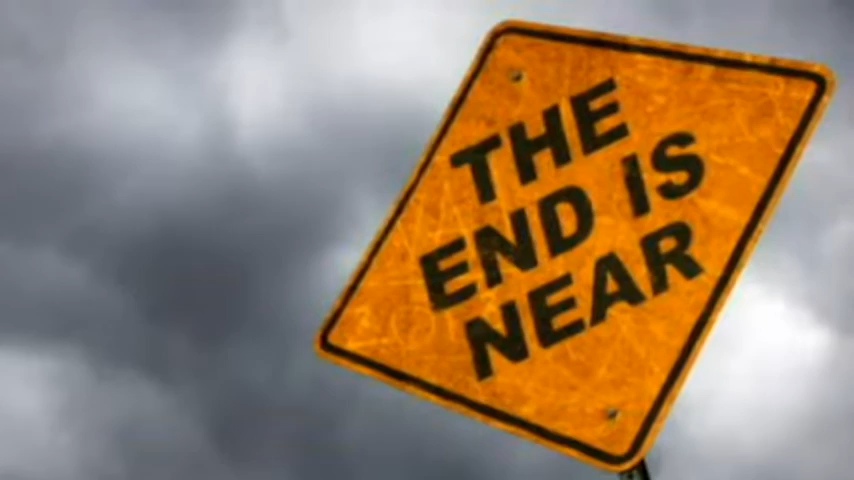 THE
END IS
NEAR